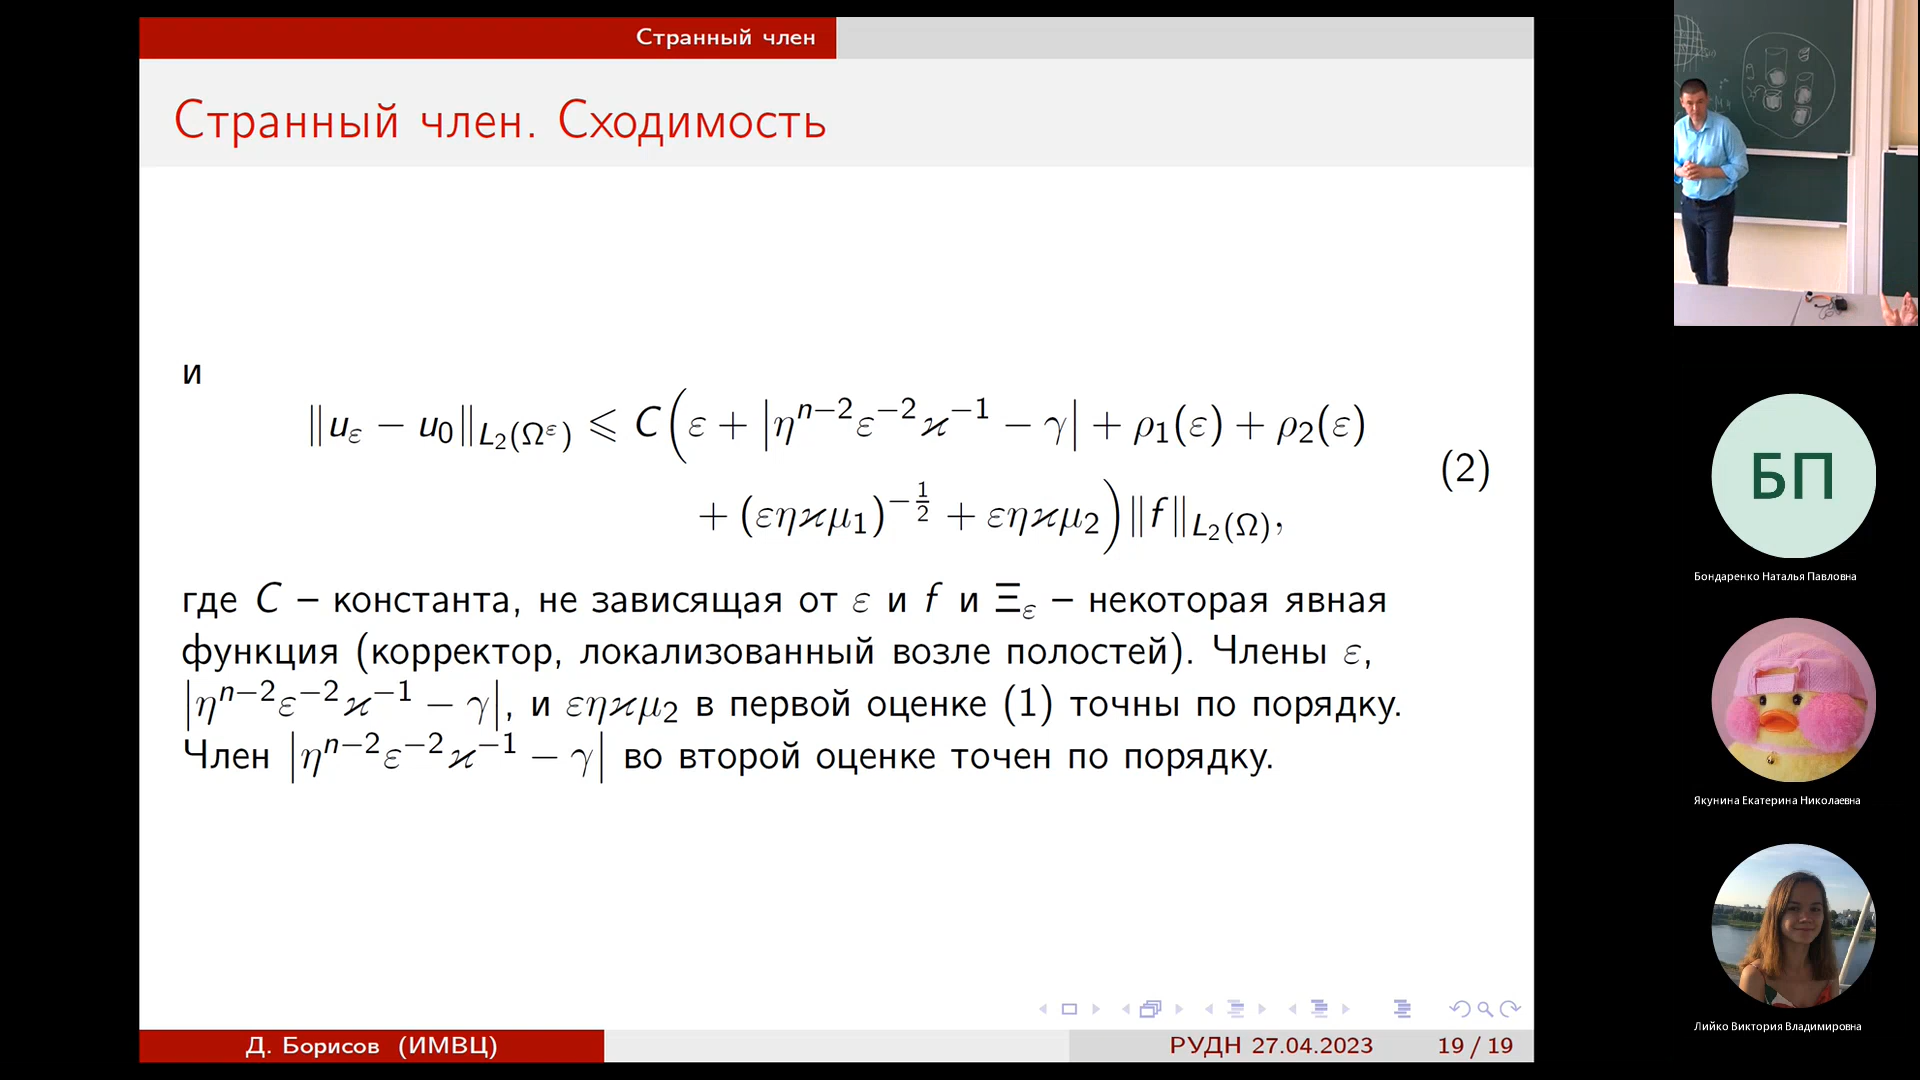 Странный член
Странный член. Сходимость
и
‖u_ε − u_0‖_{L_2(Ω^ε)} ⩽ C(ε + |η^{n−2}ε^{−2}ϰ^{−1} − γ| + ρ_1(ε) + ρ_2(ε)
(2)
+ (εηϰμ_1)^{−1/2} + εηϰμ_2)‖f‖_{L_2(Ω)},
где C – константа, не зависящая от ε и f и Ξ_ε – некоторая явная
функция (корректор, локализованный возле полостей). Члены ε,
|η^{n−2}ε^{−2}ϰ^{−1} − γ|, и εηϰμ_2 в первой оценке (1) точны по порядку.
Член |η^{n−2}ε^{−2}ϰ^{−1} − γ| во второй оценке точен по порядку.
Д. Борисов (ИМВЦ)
РУДН 27.04.2023
19 / 19
БП
Бондаренко Наталья Павловна
Якунина Екатерина Николаевна
Лийко Виктория Владимировна